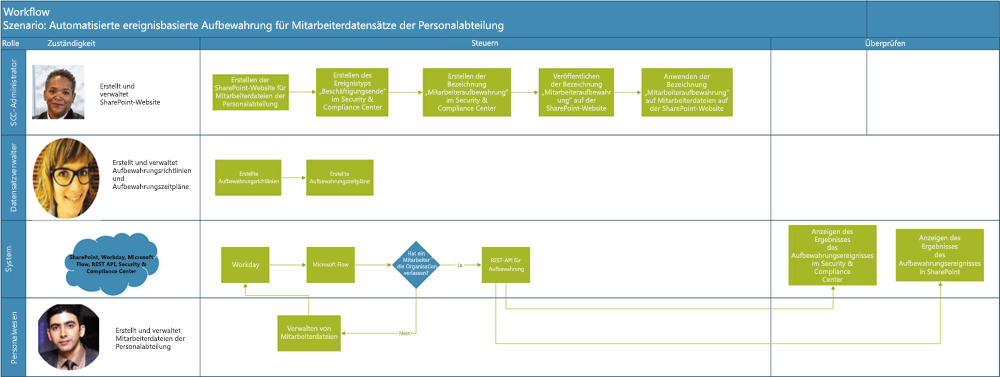 Workflow
Szenario: Automatisierte ereignisbasierte Aufbewahrung für Mitarbeiterdatensätze der Personalabteilung
Rolle
Zuständigkeit
Steuern
Überprüfen
SCC-Administrator
Erstellt und
verwaltet
SharePoint-Website
Erstellen der
SharePoint-Website für
Mitarbeiterdateien der
Personalabteilung
Erstellen des
Ereignistyps
„Beschäftigungsende"
im Security &
Compliance Center
Erstellen der
Bezeichnung
„Mitarbeiteraufbewahrung"
im Security &
Compliance Center
Veröffentlichen
der Bezeichnung
„Mitarbeiteraufbewahr
ung" auf der
SharePoint-Website
Anwenden der
Bezeichnung
„Mitarbeiteraufbewahrung"
auf Mitarbeiterdateien auf
der SharePoint-Website
Datensatzverwalter
Erstellt und verwaltet
Aufbewahrungsrichtlinien
und
Aufbewahrungszeitpläne
Erstellte
Aufbewahrungsrichtlinien
Erstellte
Aufbewahrungszeitpläne
System
SharePoint, Workday, Microsoft
Flow, REST API, Security &
Compliance Center
Workday
Microsoft Flow
Hat ein
Mitarbeiter
die Organisation
verlassen?
Ja
REST-API für
Aufbewahrung
Anzeigen des
Ergebnisses
des
Aufbewahrungsereignisses
im Security &
Compliance
Center
Anzeigen des
Ergebnisses
des
Aufbewahrungsereignisses
in SharePoint
Personalwesen
Erstellt und verwaltet
Mitarbeiterdateien der
Personalabteilung
Verwalten von
Mitarbeiterdateien
Nein